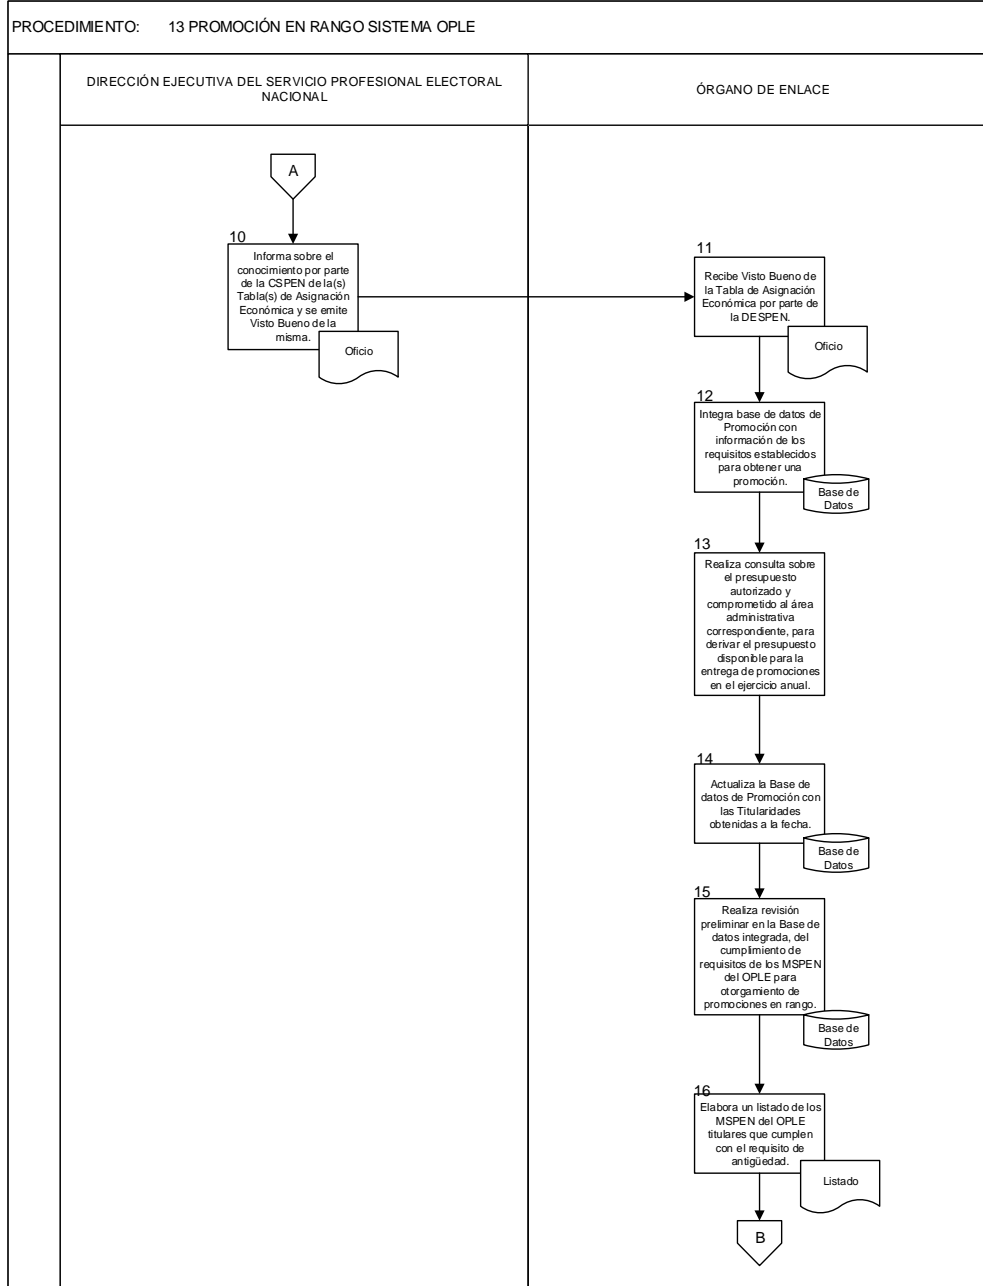 PROCEDIMIENTO: 13 PROMOCIÓN EN RANGO SISTEMA OPLE
DIRECCIÓN EJECUTIVA DEL SERVICIO PROFESIONAL ELECTORAL
NACIONAL
ÓRGANO DE ENLACE
A
10
Informa sobre el
conocimiento por parte
de la CSPEN de la(s)
Tabla(s) de Asignación
Económica y se emite
Visto Bueno de la
misma.
Oficio
11
Recibe Visto Bueno de
la Tabla de Asignación
Económica por parte de
la DESPEN.
Oficio
12
Integra base de datos de
Promoción con
información de los
requisitos establecidos
para obtener una
promoción.
Base de
Datos
13
Realiza consulta sobre
el presupuesto
autorizado y
comprometido al área
administrativa
correspondiente, para
derivar el presupuesto
disponible para la
entrega de promociones
en el ejercicio anual.
14
Actualiza la Base de
datos de Promoción con
las Titularidades
obtenidas a la fecha.
Base de
Datos
15
Realiza revisión
preliminar en la Base de
datos integrada, del
cumplimiento de
requisitos de los MSPEN
del OPLE para
otorgamiento de
promociones en rango.
Base de
Datos
16
Elabora un listado de los
MSPEN del OPLE
titulares que cumplen
con el requisito de
antigüedad.
Listado
B